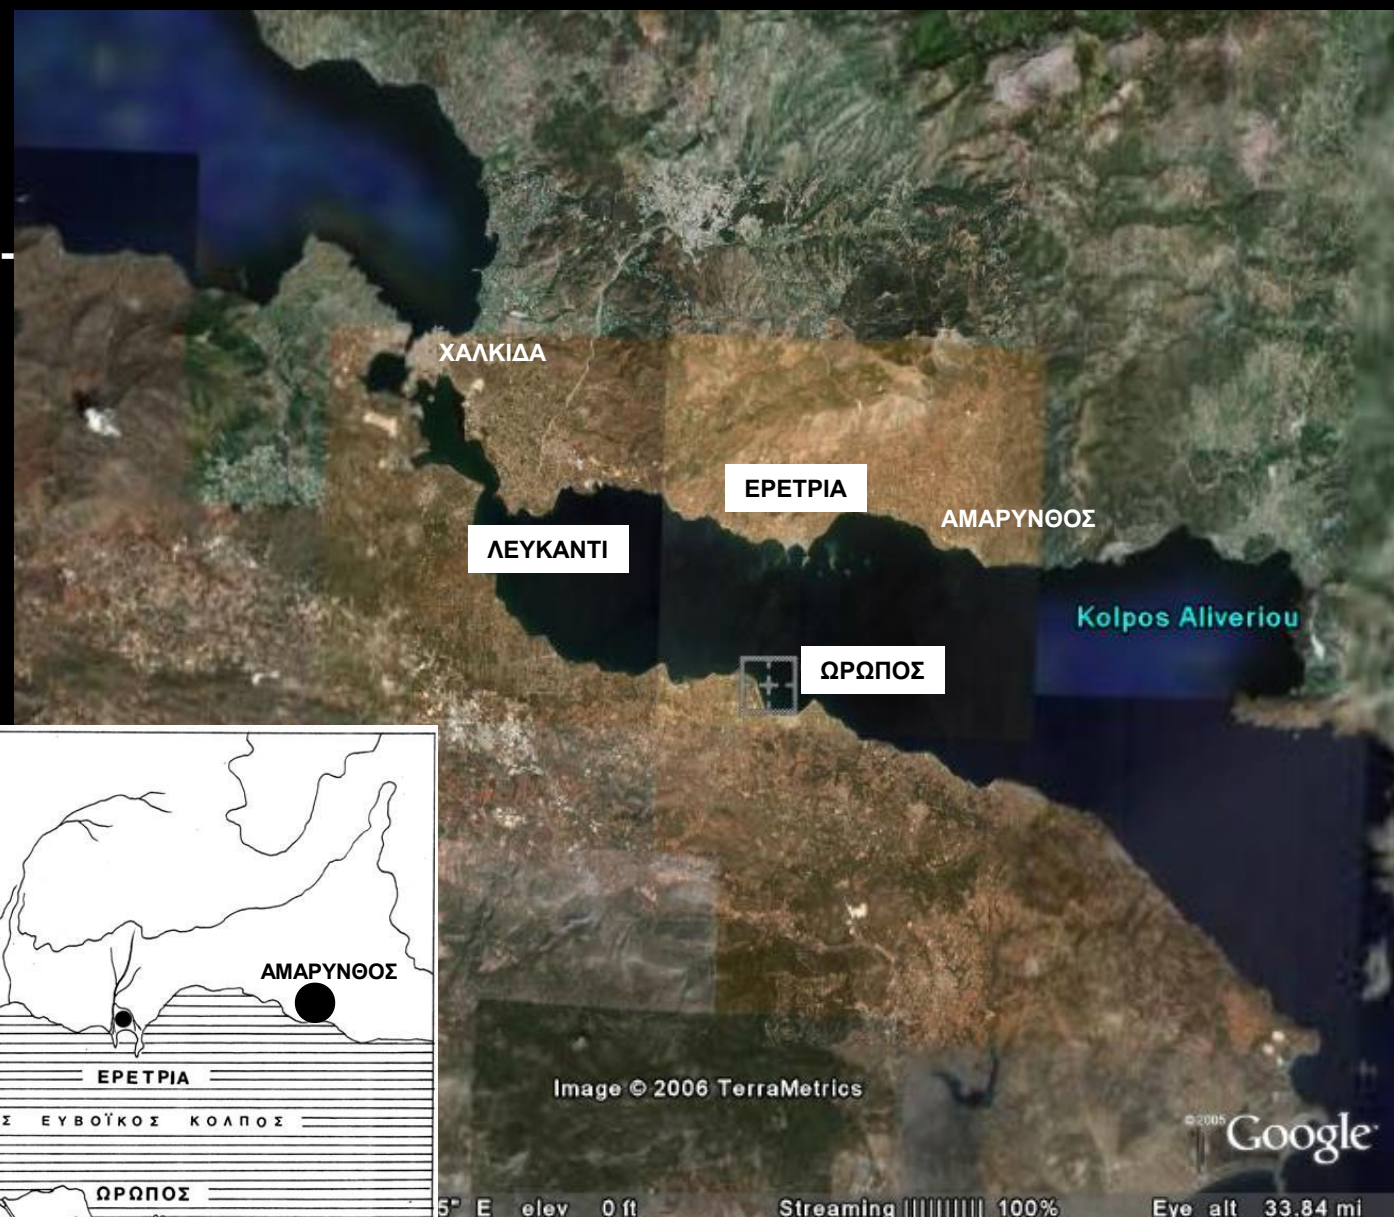 ΧΑΛΚΙΔΑ
ΕΡΕΤΡΙΑ
ΑΜΑΡΥΝΘΟΣ
ΛΕΥΚΑΝΤΙ
Kolpos Aliveriou
ΩΡΩΠΟΣ
ΑΜΑΡΥΝΘΟΣ
ΕΡΕΤΡΙΑ
Σ ΕΥΒΟΪΚΟΣ ΚΟΛΠΟΣ
ΩΡΩΠΟΣ
Image © 2006 TerraMetrics
©2005 Google
5" E elev 0 ft Streaming |||||||||| 100% Eye alt 33.84 mi